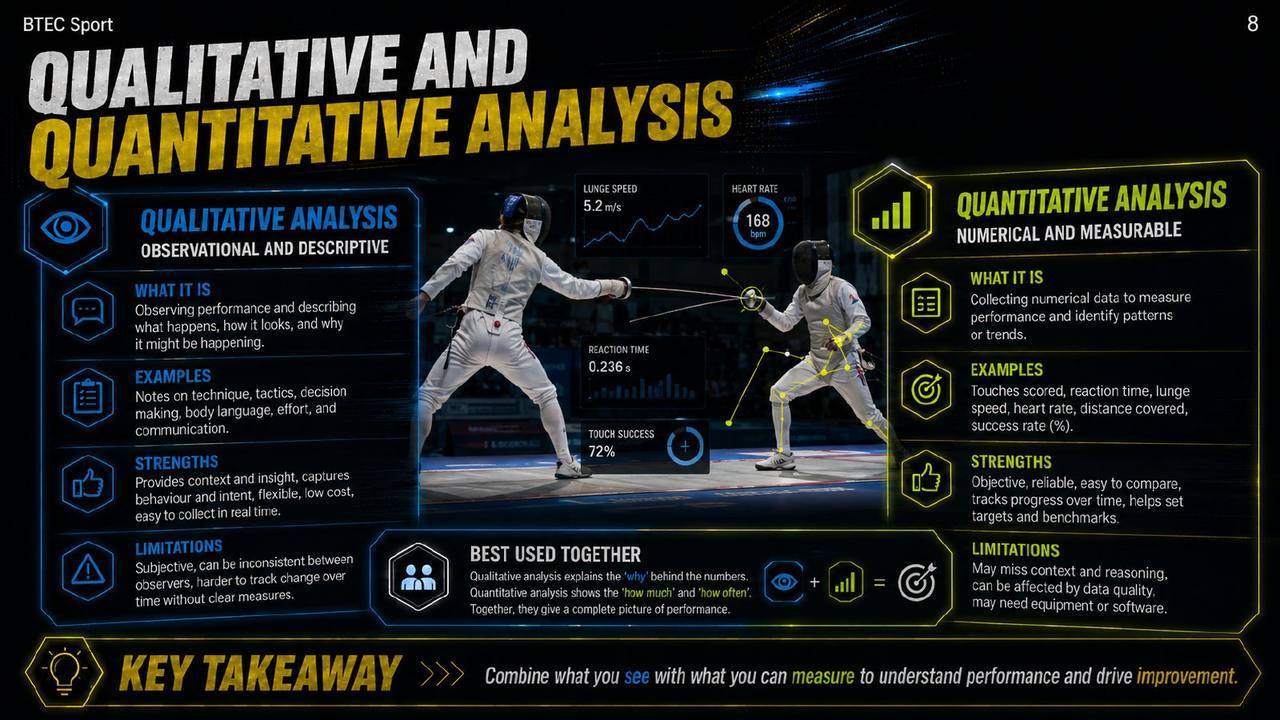 BTEC Sport
8
QUALITATIVE AND
QUANTITATIVE ANALYSIS
QUALITATIVE ANALYSIS
OBSERVATIONAL AND DESCRIPTIVE
WHAT IT IS
Observing performance and describing
what happens, how it looks, and why
it might be happening.
EXAMPLES
Notes on technique, tactics, decision
making, body language, effort, and
communication.
STRENGTHS
Provides context and insight, captures
behaviour and intent, flexible, low cost,
easy to collect in real time.
LIMITATIONS
Subjective, can be inconsistent between
observers, harder to track change over
time without clear measures.
LUNGE SPEED
5.2 m/s
HEART RATE
168
bpm
REACTION TIME
0.236 s
TOUCH SUCCESS
72%
QUANTITATIVE ANALYSIS
NUMERICAL AND MEASURABLE
WHAT IT IS
Collecting numerical data to measure
performance and identify patterns
or trends.
EXAMPLES
Touches scored, reaction time, lunge
speed, heart rate, distance covered,
success rate (%).
STRENGTHS
Objective, reliable, easy to compare,
tracks progress over time, helps set
targets and benchmarks.
LIMITATIONS
May miss context and reasoning,
can be affected by data quality,
may need equipment or software.
BEST USED TOGETHER
Qualitative analysis explains the 'why' behind the numbers.
Quantitative analysis shows the 'how much' and 'how often'.
Together, they give a complete picture of performance.
+ =
KEY TAKEAWAY
Combine what you see with what you can measure to understand performance and drive improvement.